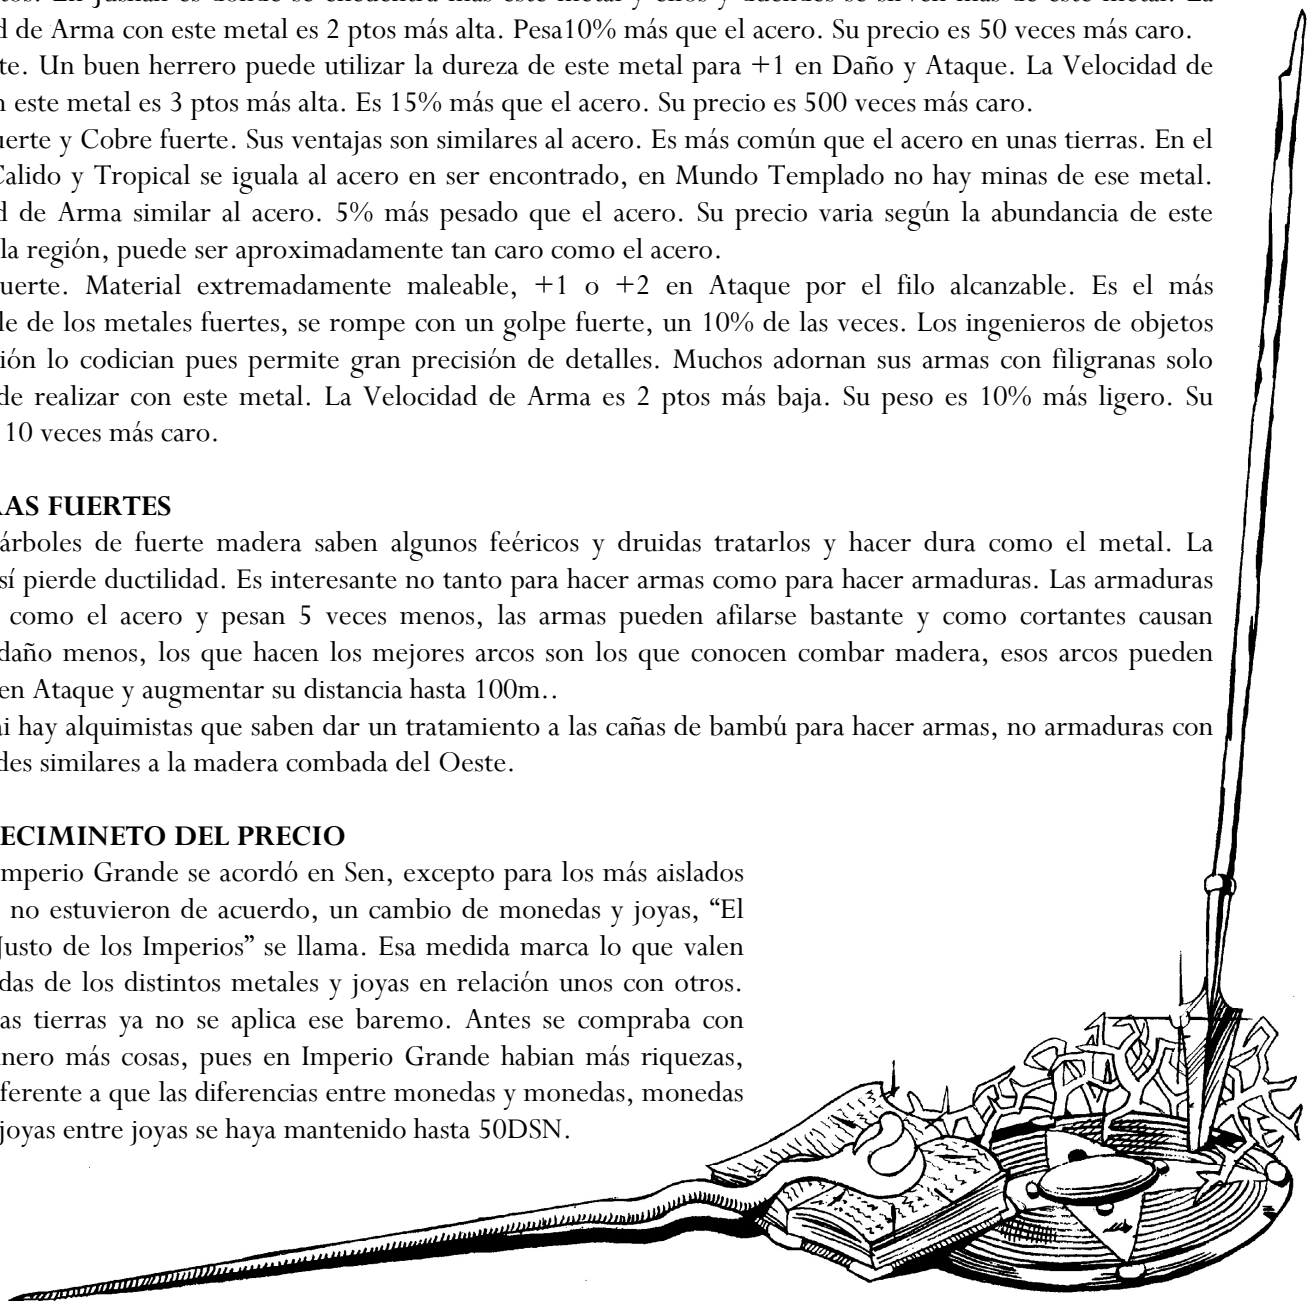 d de Arma con este metal es 2 ptos más alta. Pesa10% más que el acero. Su precio es 50 veces más caro.
te. Un buen herrero puede utilizar la dureza de este metal para +1 en Daño y Ataque. La Velocidad de
n este metal es 3 ptos más alta. Es 15% más que el acero. Su precio es 500 veces más caro.
uerte y Cobre fuerte. Sus ventajas son similares al acero. Es más común que el acero en unas tierras. En el
Calido y Tropical se iguala al acero en ser encontrado, en Mundo Templado no hay minas de ese metal.
d de Arma similar al acero. 5% más pesado que el acero. Su precio varia según la abundancia de este
la región, puede ser aproximadamente tan caro como el acero.
uerte. Material extremadamente maleable, +1 o +2 en Ataque por el filo alcanzable. Es el más
le de los metales fuertes, se rompe con un golpe fuerte, un 10% de las veces. Los ingenieros de objetos
ión lo codician pues permite gran precisión de detalles. Muchos adornan sus armas con filigranas solo
de realizar con este metal. La Velocidad de Arma es 2 ptos más baja. Su peso es 10% más ligero. Su
10 veces más caro.
RAS FUERTES
árboles de fuerte madera saben algunos feéricos y druidas tratarlos y hacer dura como el metal. La
sí pierde ductilidad. Es interesante no tanto para hacer armas como para hacer armaduras. Las armaduras
como el acero y pesan 5 veces menos, las armas pueden afilarse bastante y como cortantes causan
daño menos, los que hacen los mejores arcos son los que conocen combar madera, esos arcos pueden
en Ataque y augmentar su distancia hasta 100m..
ai hay alquimistas que saben dar un tratamiento a las cañas de bambú para hacer armas, no armaduras con
des similares a la madera combada del Oeste.
ECIMINETO DEL PRECIO
mperio Grande se acordó en Sen, excepto para los más aislados
no estuvieron de acuerdo, un cambio de monedas y joyas, “El
Justo de los Imperios” se llama. Esa medida marca lo que valen
das de los distintos metales y joyas en relación unos con otros.
as tierras ya no se aplica ese baremo. Antes se compraba con
nero más cosas, pues en Imperio Grande habian más riquezas,
ferente a que las diferencias entre monedas y monedas, monedas
joyas entre joyas se haya mantenido hasta 50DSN.